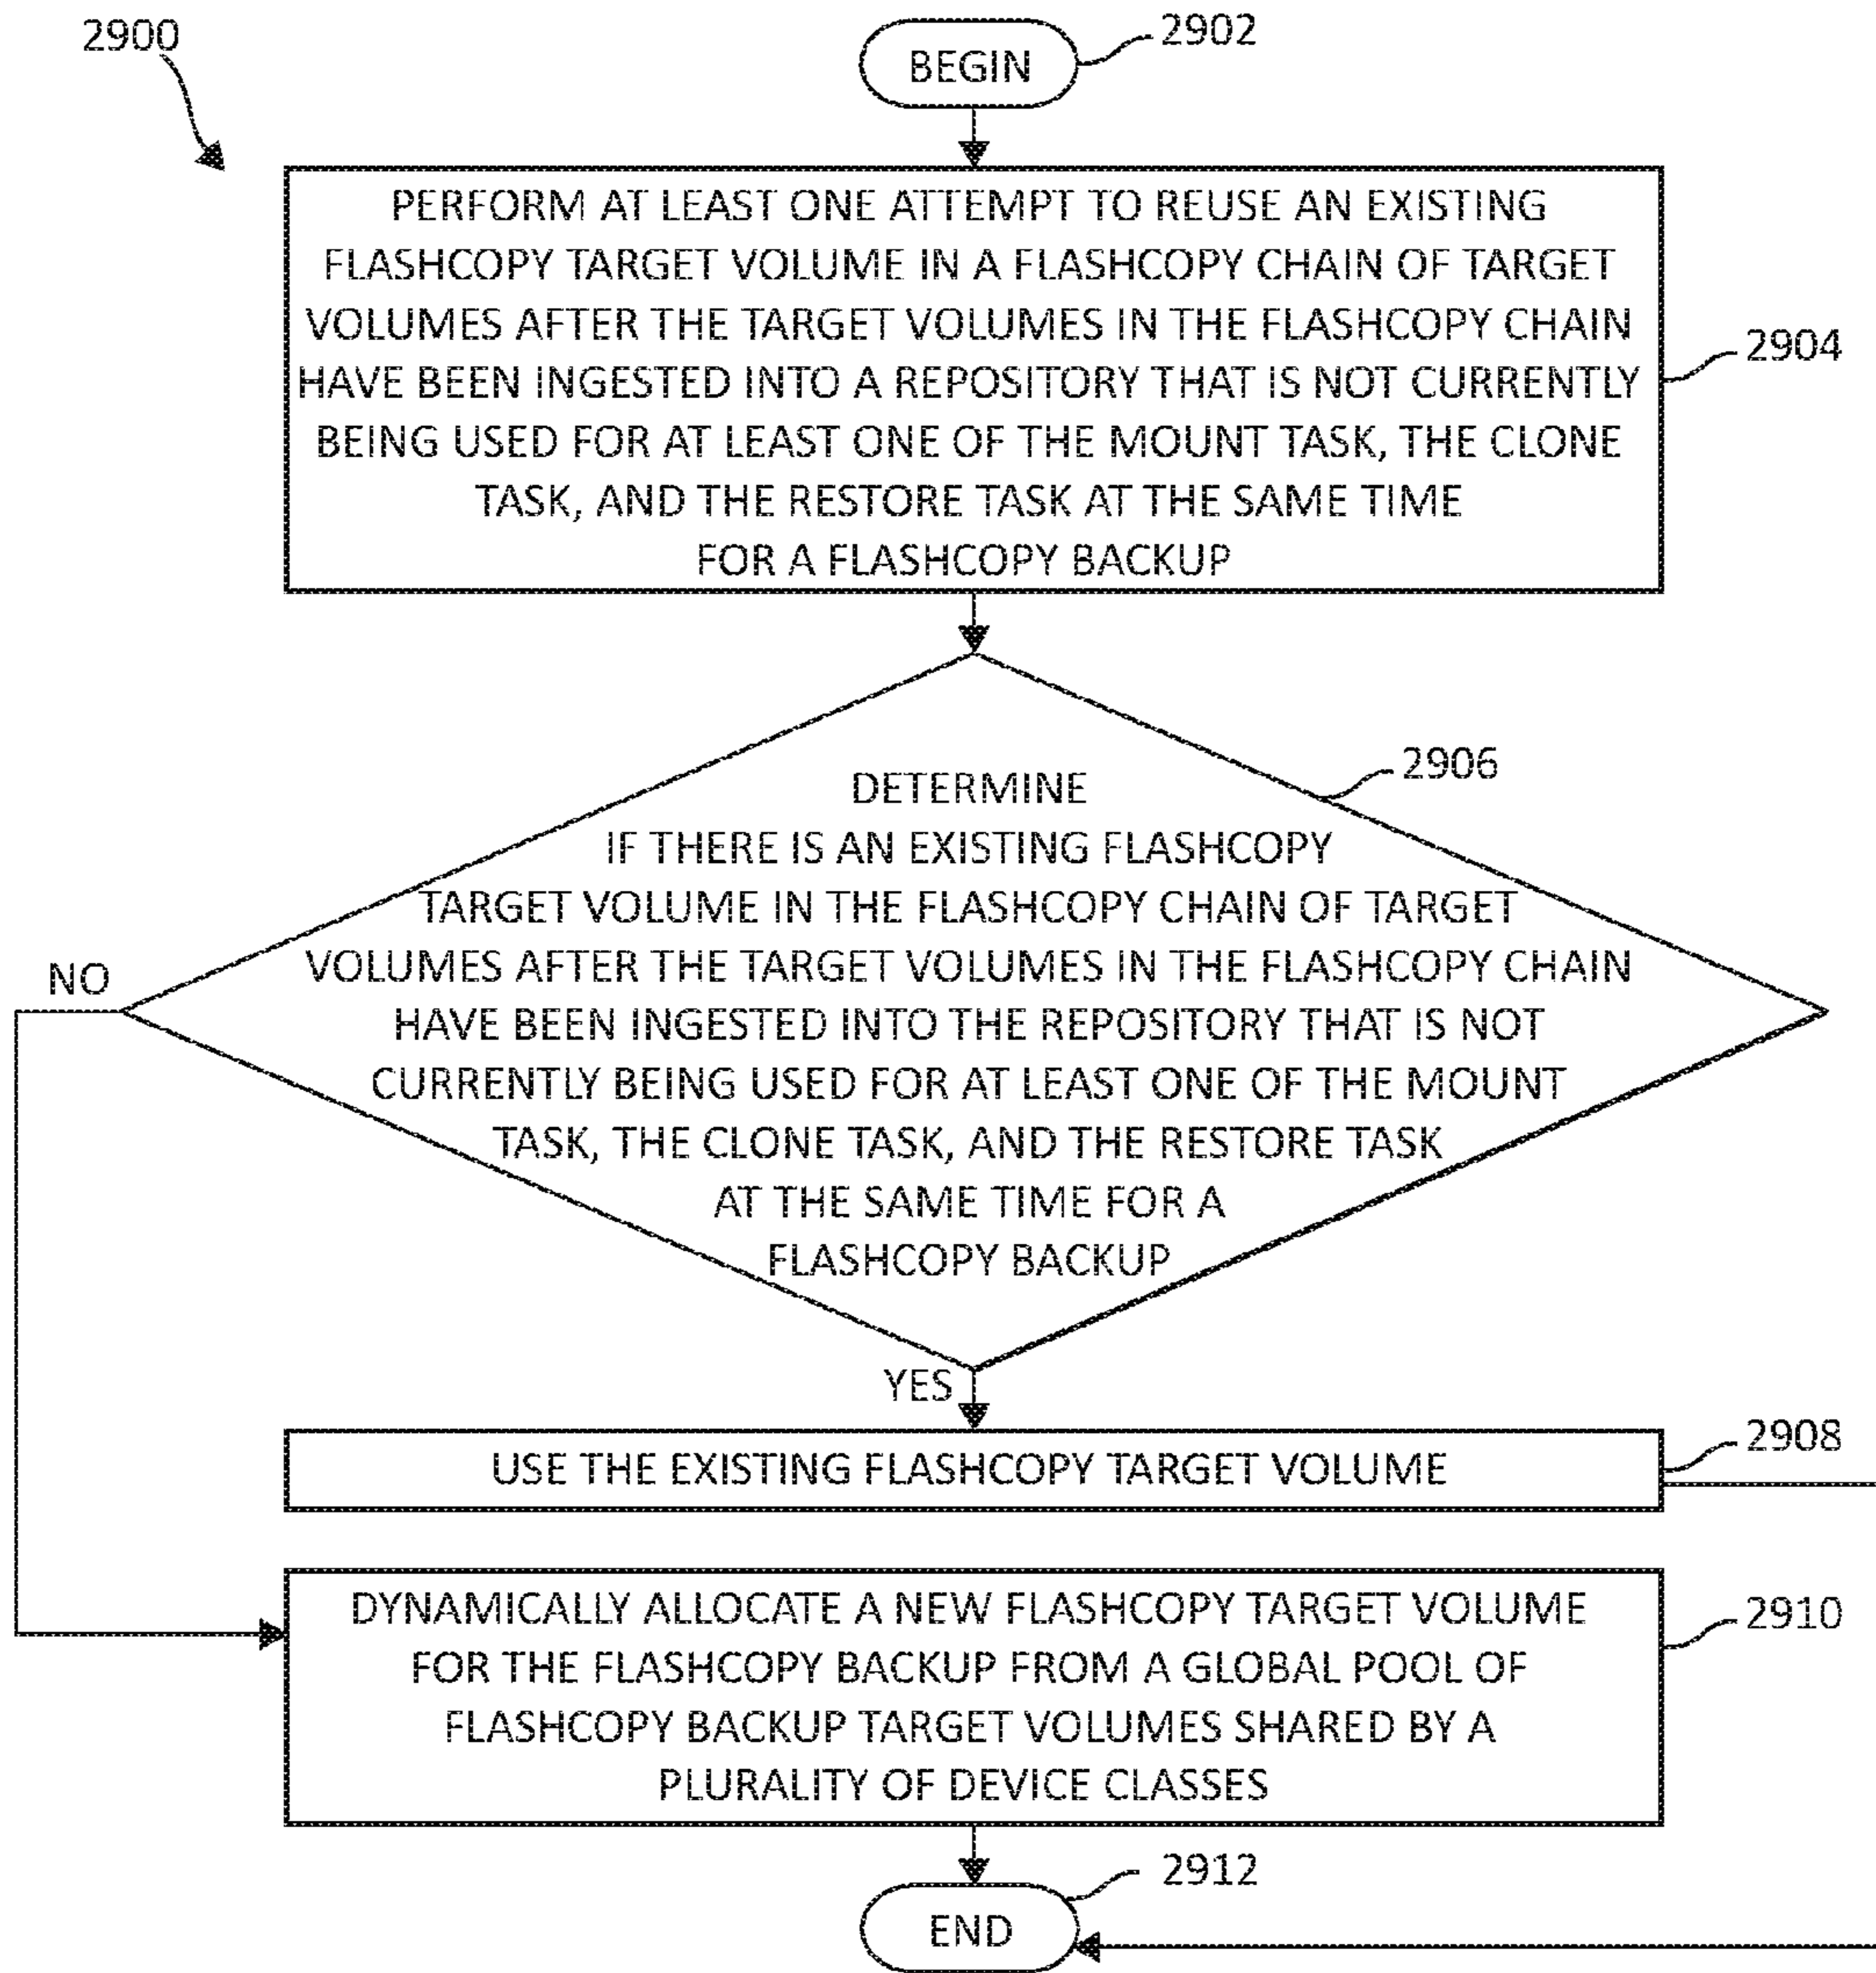 2900
BEGIN
2902
PERFORM AT LEAST ONE ATTEMPT TO REUSE AN EXISTING
FLASHCOPY TARGET VOLUME IN A FLASHCOPY CHAIN OF TARGET
VOLUMES AFTER THE TARGET VOLUMES IN THE FLASHCOPY CHAIN
HAVE BEEN INGESTED INTO A REPOSITORY THAT IS NOT CURRENTLY
BEING USED FOR AT LEAST ONE OF THE MOUNT TASK, THE CLONE
TASK, AND THE RESTORE TASK AT THE SAME TIME
FOR A FLASHCOPY BACKUP
2904
2906
DETERMINE
IF THERE IS AN EXISTING FLASHCOPY
TARGET VOLUME IN THE FLASHCOPY CHAIN OF TARGET
VOLUMES AFTER THE TARGET VOLUMES IN THE FLASHCOPY CHAIN
HAVE BEEN INGESTED INTO THE REPOSITORY THAT IS NOT
CURRENTLY BEING USED FOR AT LEAST ONE OF THE MOUNT
TASK, THE CLONE TASK, AND THE RESTORE TASK
AT THE SAME TIME FOR A
FLASHCOPY BACKUP
NO
YES
USE THE EXISTING FLASHCOPY TARGET VOLUME
2908
DYNAMICALLY ALLOCATE A NEW FLASHCOPY TARGET VOLUME
FOR THE FLASHCOPY BACKUP FROM A GLOBAL POOL OF
FLASHCOPY BACKUP TARGET VOLUMES SHARED BY A
PLURALITY OF DEVICE CLASSES
2910
2912
END